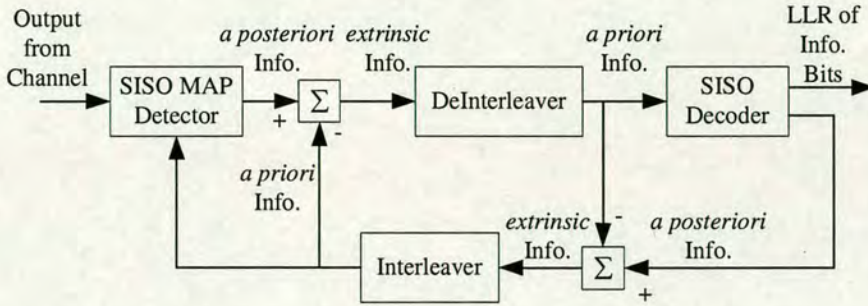 Output
from
Channel
SISO MAP
Detector
a posteriori
Info.
+
Σ
-
extrinsic
Info.
DeInterleaver
a priori
Info.
SISO
Decoder
LLR of
Info.
Bits
a priori
Info.
Interleaver
extrinsic
Info.
-
Σ
+
a posteriori
Info.